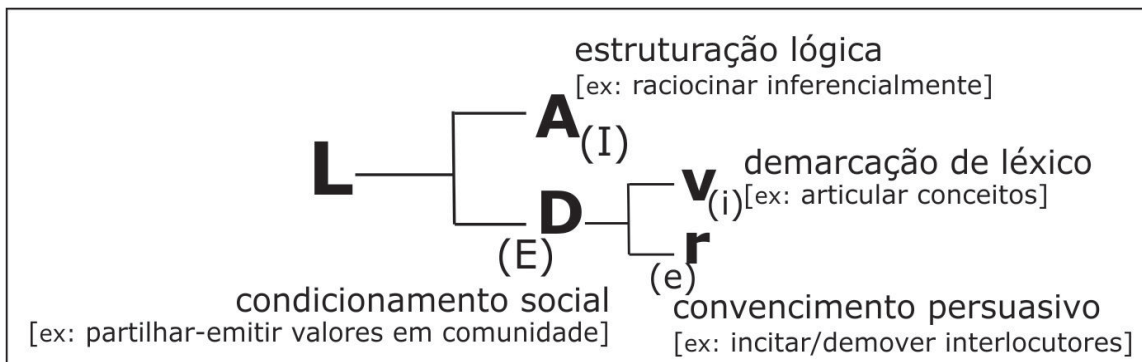 estruturação lógica
[ex: raciocinar inferencialmente]
A
(I)
L
demarcação de léxico
v
(i)
[ex: articular conceitos]
D
(E)
r
(e)
condicionamento social
[ex: partilhar-emitir valores em comunidade]
convencimento persuasivo
[ex: incitar/demover interlocutores]